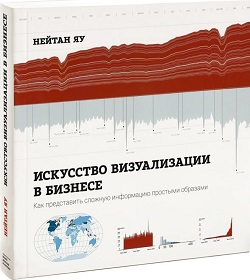 НЕЙТАН ЯУ
ИСКУССТВО ВИЗУАЛИЗАЦИИ
В БИЗНЕСЕ
Как представить сложную информацию простыми образами
ИСКУССТВО ВИЗУАЛИЗАЦИИ В БИЗНЕСЕ
НЕЙТАН ЯУ